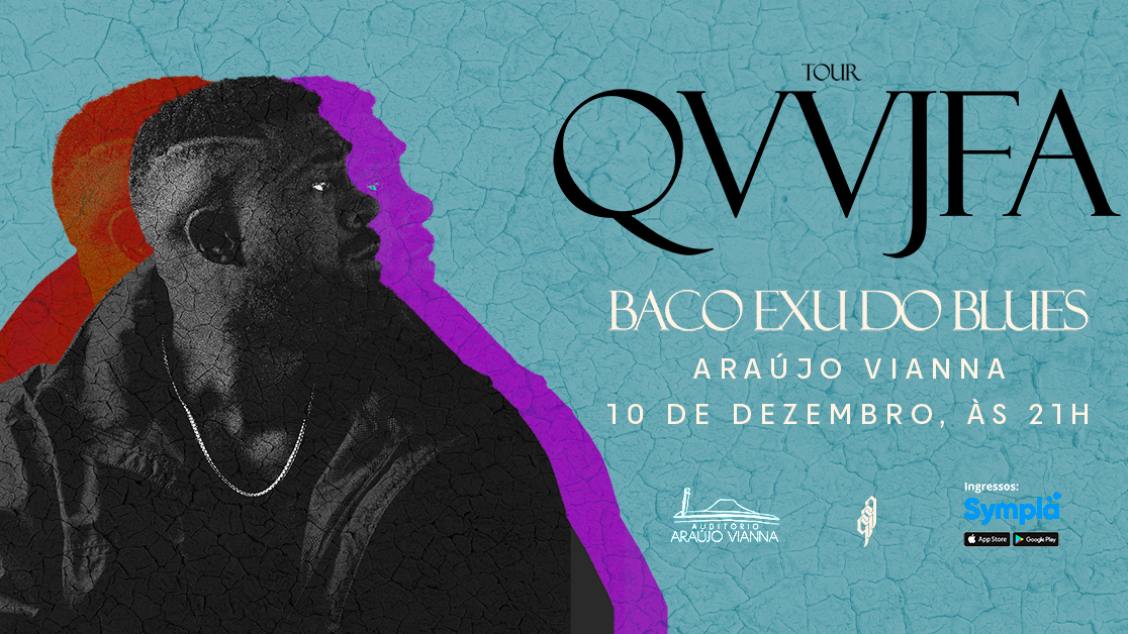 TOUR
QVVJFA
BACO EXU DO BLUES
ARAÚJO VIANNA
10 DE DEZEMBRO, ÀS 21H
Ingressos:
Sympla
AUDITÓRIO
ARAÚJO VIANNA
App Store Google Play